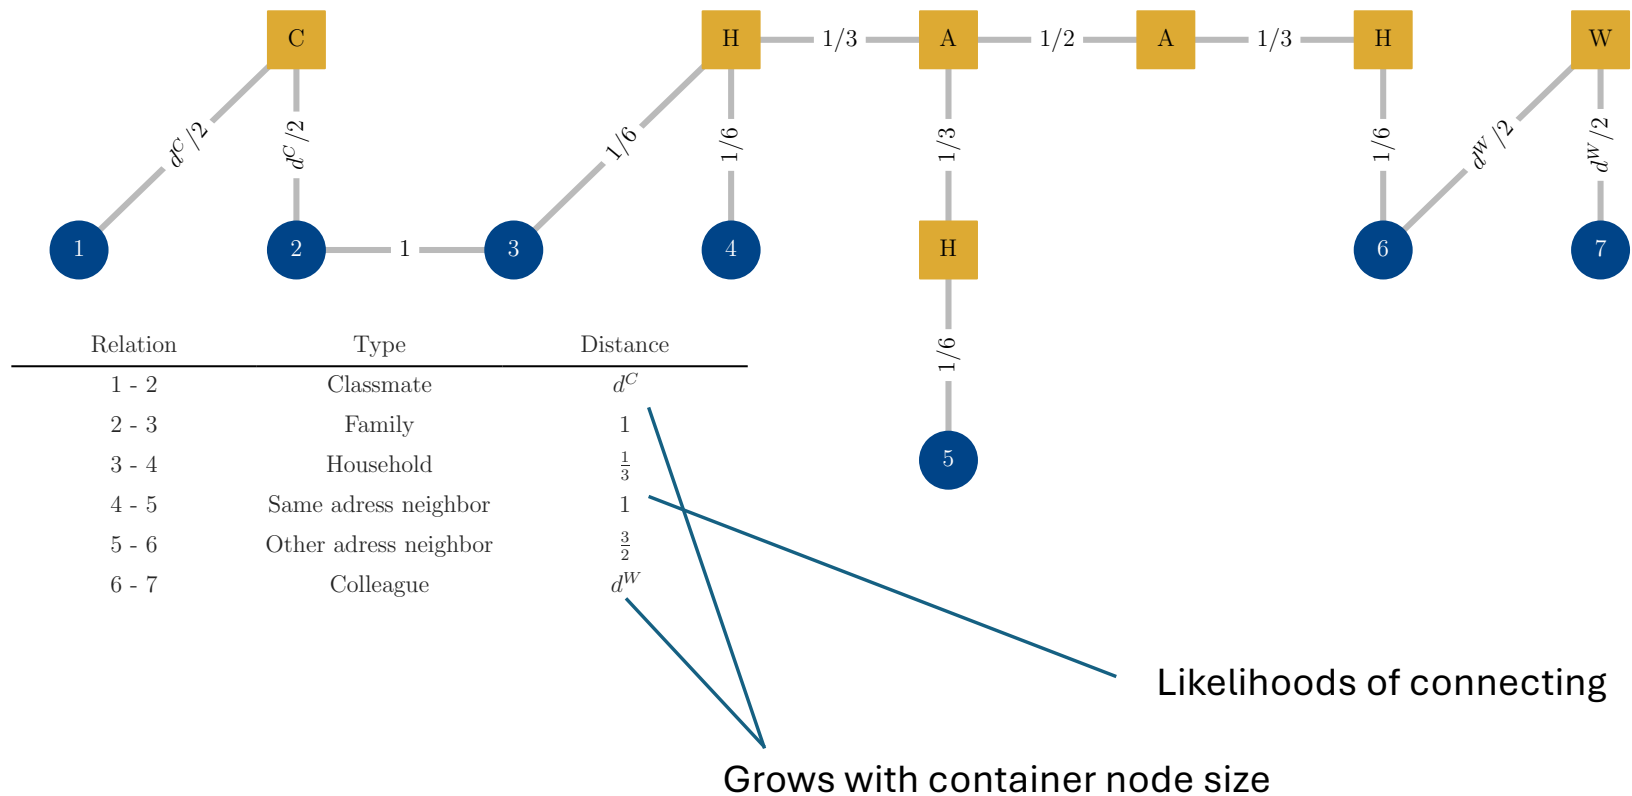 C H 1/3 A 1/2 A 1/3 H W
d^C/2 d^C/2 1/6 1/6 1/3 1/6 d^W/2 d^W/2
1 2 1 3 4 H 6 7
1/6
5
Relation Type Distance
1 - 2 Classmate d^C
2 - 3 Family 1
3 - 4 Household 1/3
4 - 5 Same adress neighbor 1
5 - 6 Other adress neighbor 3/2
6 - 7 Colleague d^W
Likelihoods of connecting
Grows with container node size